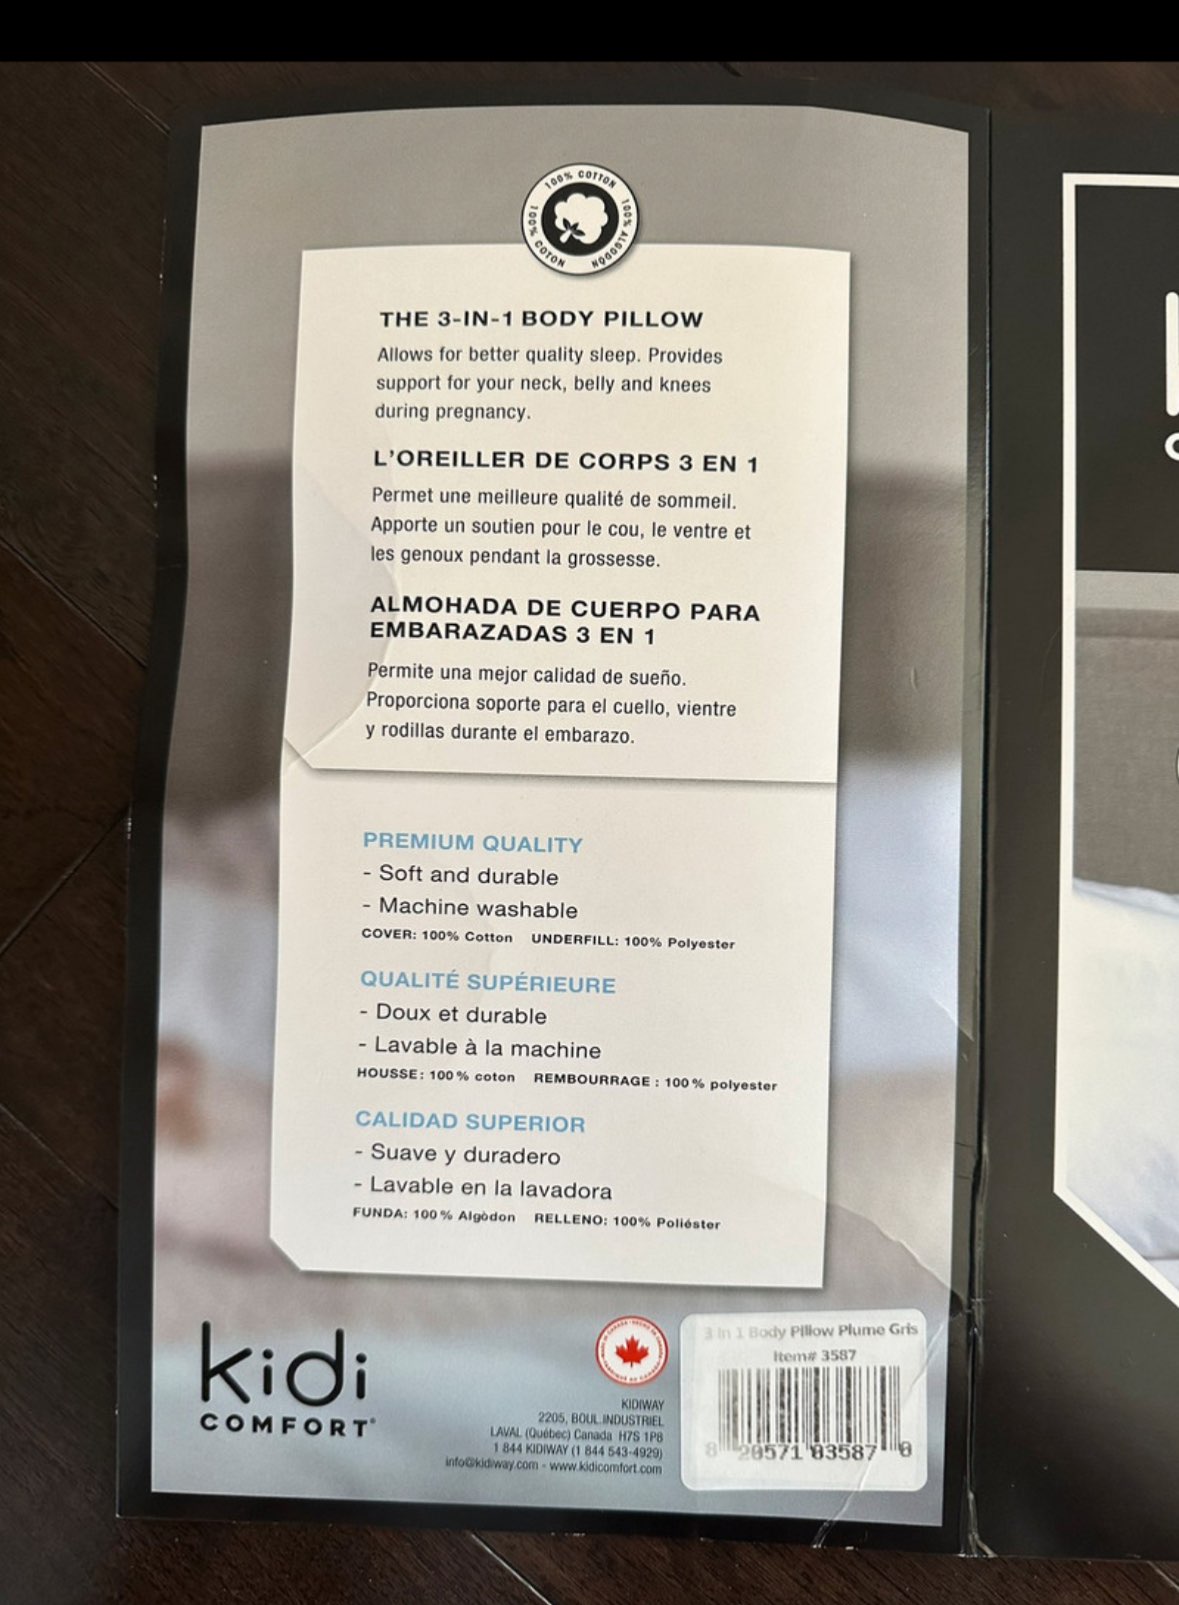 100% COTTON
100% ALGODÓN
100% COTON
THE 3-IN-1 BODY PILLOW
Allows for better quality sleep. Provides
support for your neck, belly and knees
during pregnancy.
L'OREILLER DE CORPS 3 EN 1
Permet une meilleure qualité de sommeil.
Apporte un soutien pour le cou, le ventre et
les genoux pendant la grossesse.
ALMOHADA DE CUERPO PARA
EMBARAZADAS 3 EN 1
Permite una mejor calidad de sueño.
Proporciona soporte para el cuello, vientre
y rodillas durante el embarazo.
PREMIUM QUALITY
- Soft and durable
- Machine washable
COVER: 100% Cotton UNDERFILL: 100% Polyester
QUALITÉ SUPÉRIEURE
- Doux et durable
- Lavable à la machine
HOUSSE: 100 % coton REMBOURRAGE : 100 % polyester
CALIDAD SUPERIOR
- Suave y duradero
- Lavable en la lavadora
FUNDA: 100 % Algòdon RELLENO: 100% Poliéster
kidi
COMFORT
KIDIWAY
2205, BOUL.INDUSTRIEL
LAVAL (Québec) Canada H7S 1P8
1 844 KIDIWAY (1 844 543-4929)
info@kidiway.com - www.kidicomfort.com
3 In 1 Body Pillow Plume Gris
Item# 3587
8 20571 03587 0